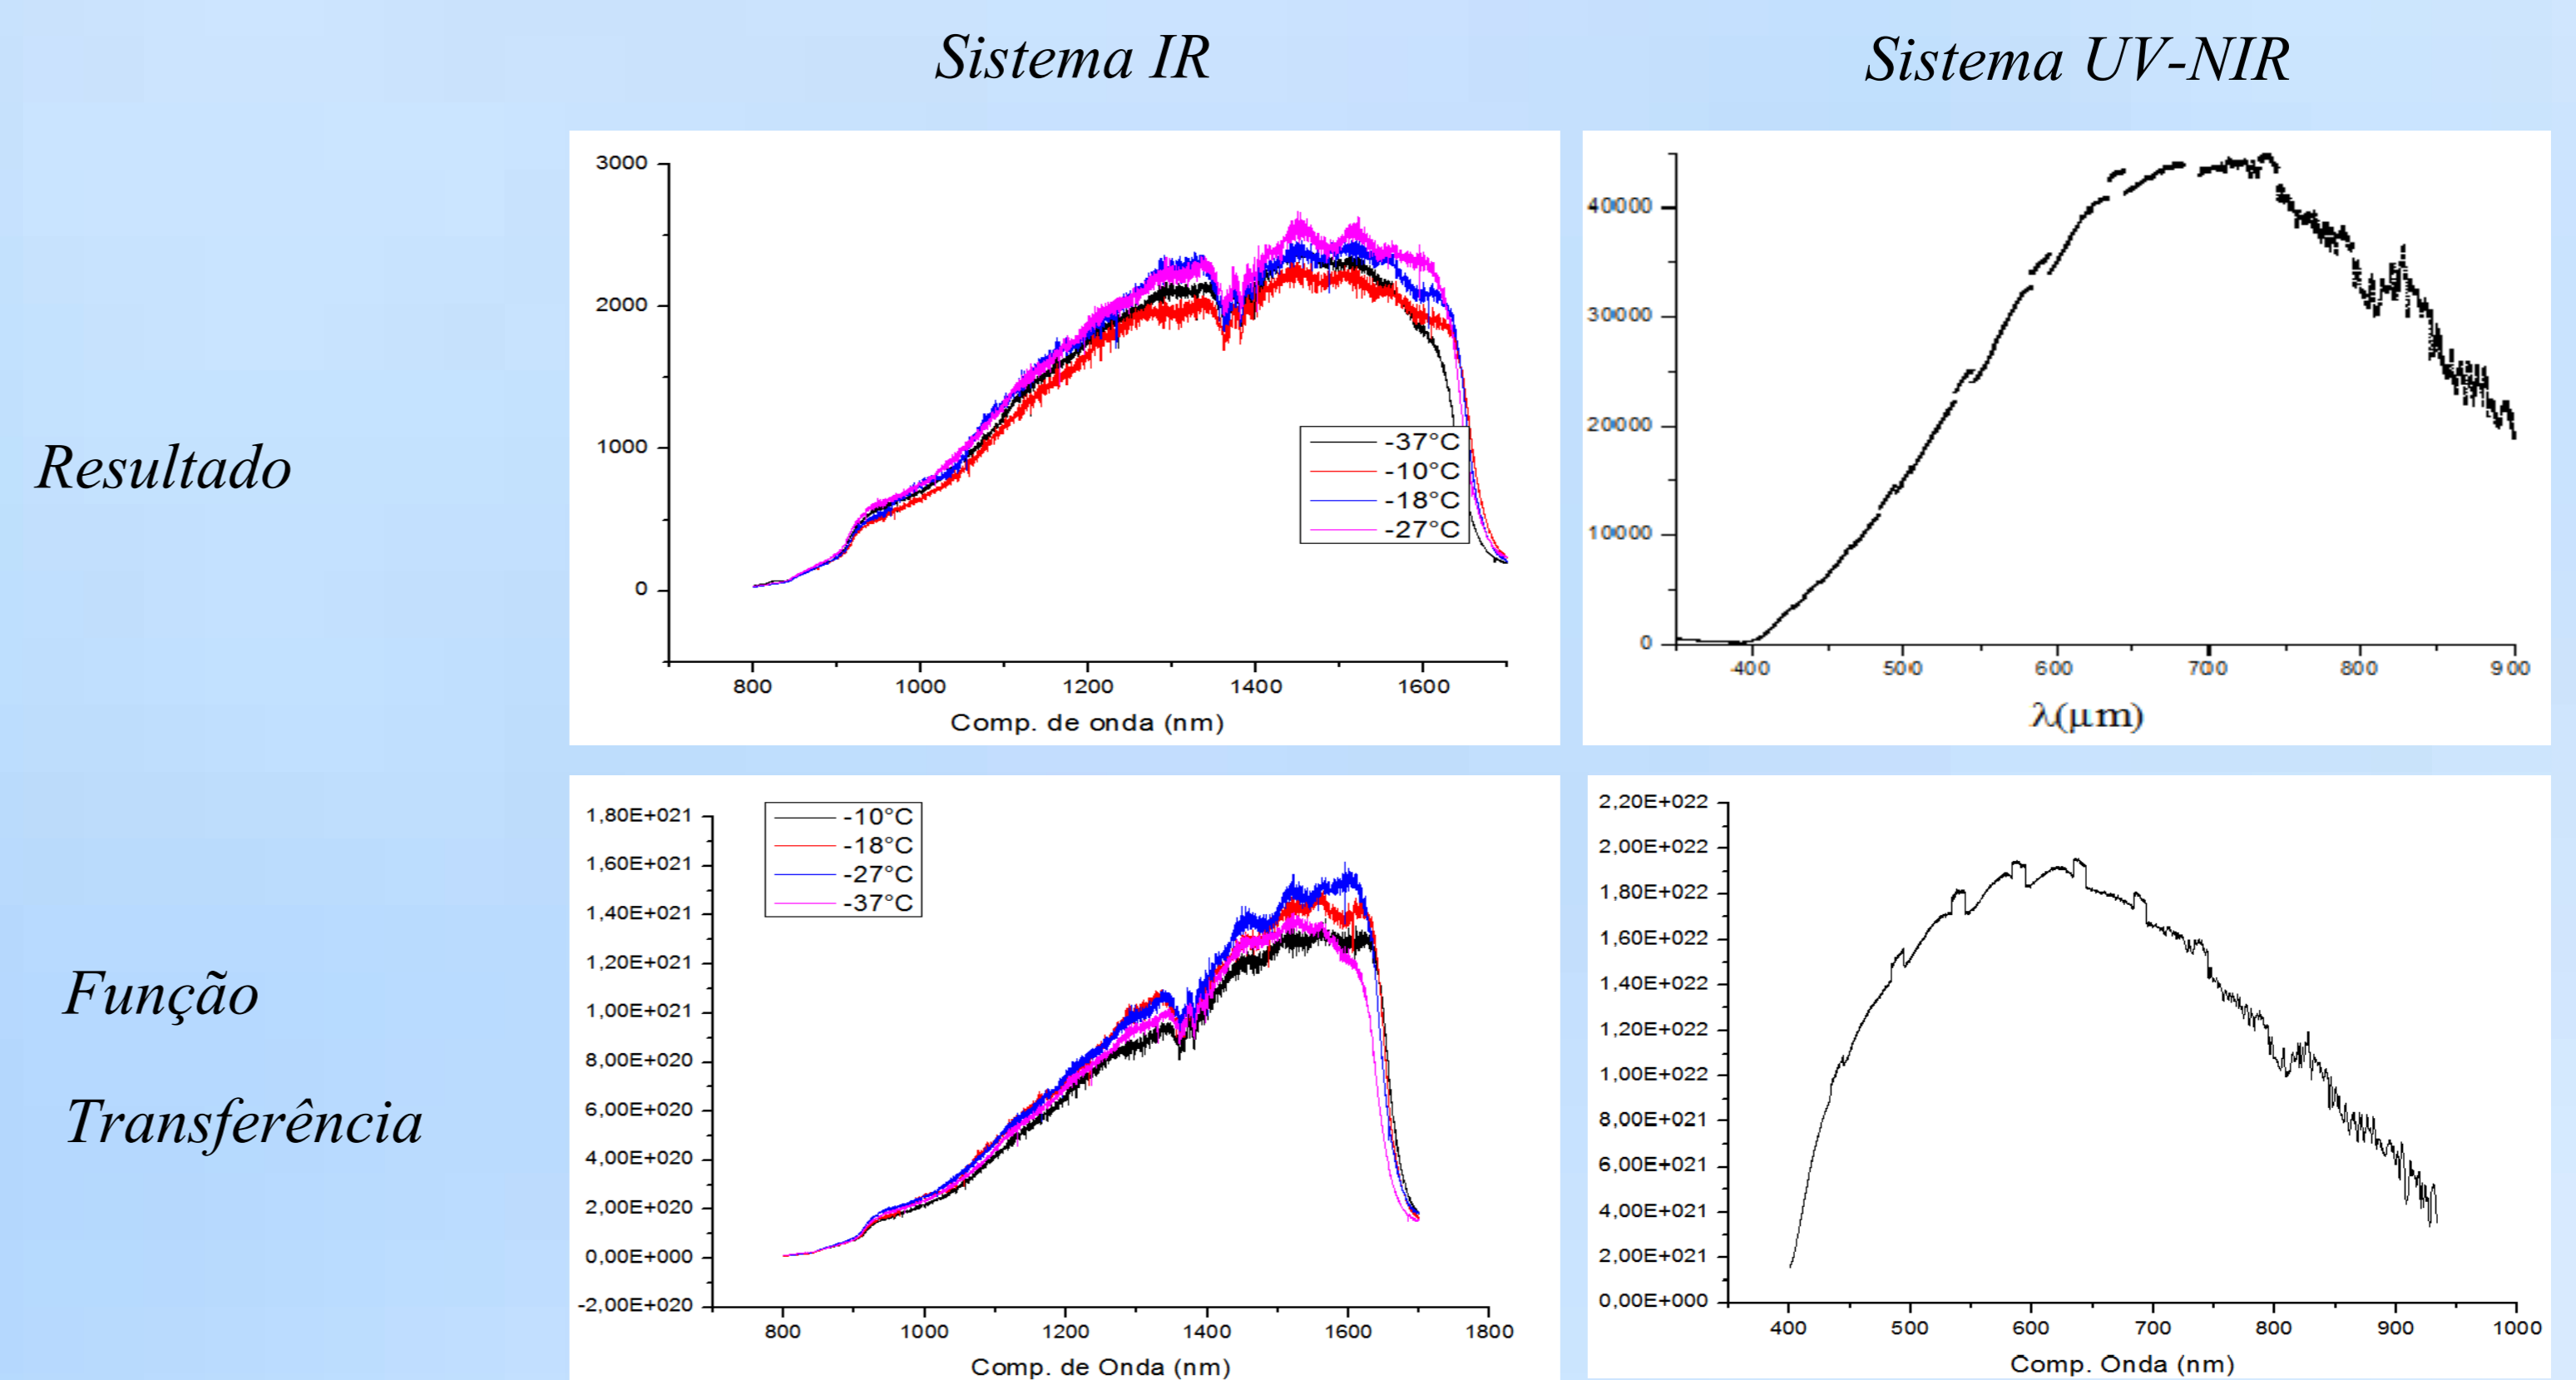 Sistema IR
Sistema UV-NIR
Resultado
3000
2000
1000
0
800 1000 1200 1400 1600
Comp. de onda (nm)
-37°C
-10°C
-18°C
-27°C
40000
30000
20000
10000
0
400 500 600 700 800 900
λ(μm)
Função
Transferência
1,80E+021
1,60E+021
1,40E+021
1,20E+021
1,00E+021
8,00E+020
6,00E+020
4,00E+020
2,00E+020
0,00E+000
-2,00E+020
800 1000 1200 1400 1600 1800
Comp. de Onda (nm)
-10°C
-18°C
-27°C
-37°C
2,20E+022
2,00E+022
1,80E+022
1,60E+022
1,40E+022
1,20E+022
1,00E+022
8,00E+021
6,00E+021
4,00E+021
2,00E+021
0,00E+000
400 500 600 700 800 900 1000
Comp. Onda (nm)